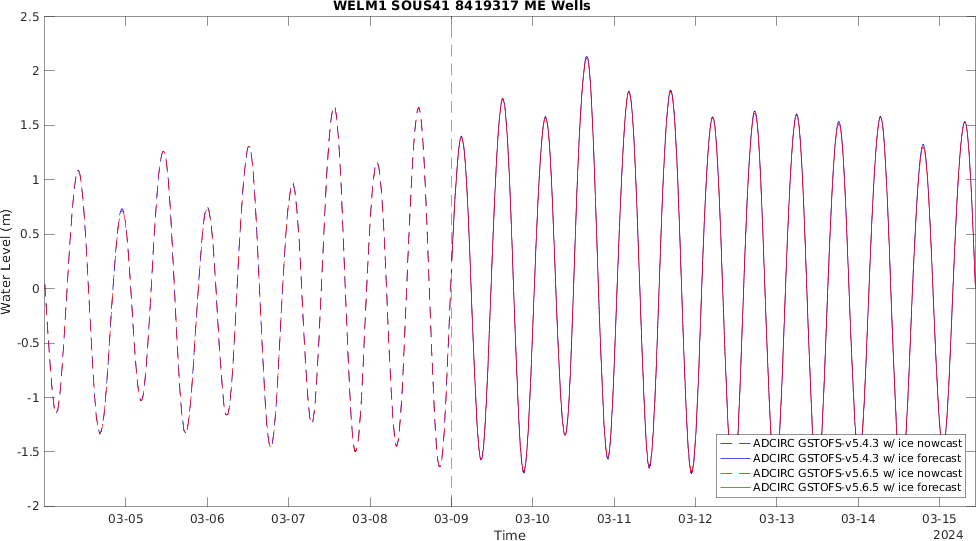 WELM1 SOUS41 8419317 ME Wells
2.5
2
1.5
1
0.5
0
-0.5
-1
-1.5
-2
Water Level (m)
ADCIRC GSTOFS-v5.4.3 w/ ice nowcast
ADCIRC GSTOFS-v5.4.3 w/ ice forecast
ADCIRC GSTOFS-v5.6.5 w/ ice nowcast
ADCIRC GSTOFS-v5.6.5 w/ ice forecast
03-05 03-06 03-07 03-08 03-09 03-10 03-11 03-12 03-13 03-14 03-15
2024
Time